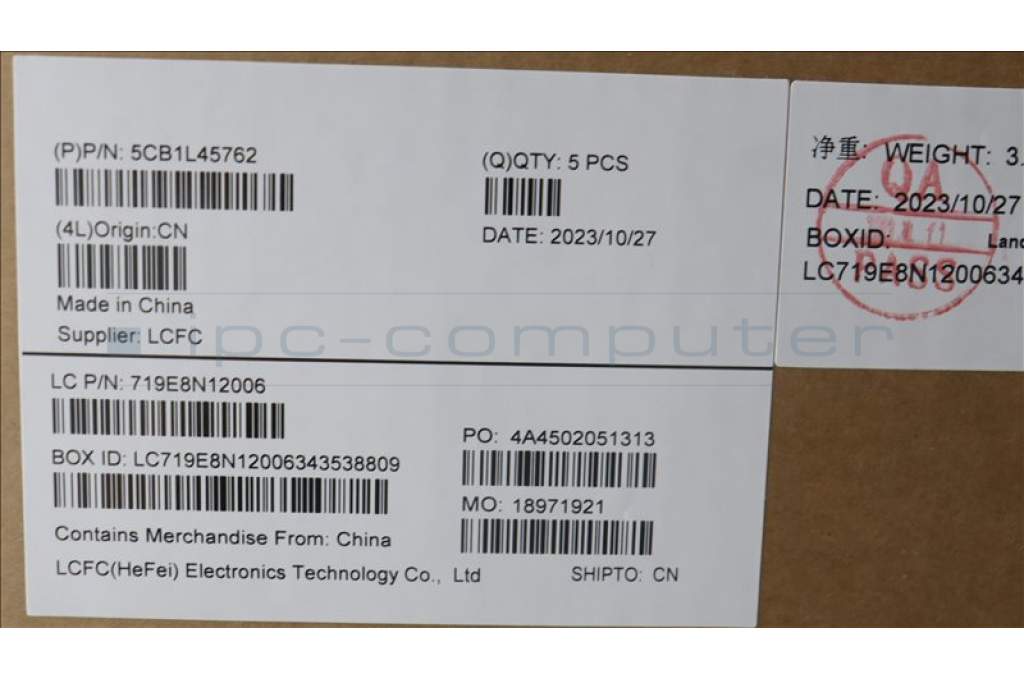 (P)P/N: 5CB1L45762
(Q)QTY: 5 PCS
(4L)Origin:CN
DATE: 2023/10/27
Made in China
Supplier: LCFC
ipc-computer
LC P/N: 719E8N12006
PO: 4A4502051313
BOX ID: LC719E8N12006343538809
MO: 18971921
Contains Merchandise From: China
LCFC(HeFei) Electronics Technology Co., Ltd
SHIPTO: CN
净重: WEIGHT: 3.
QA
DATE: 2023/10/27
BOXID:
LC719E8N1200634
PASS